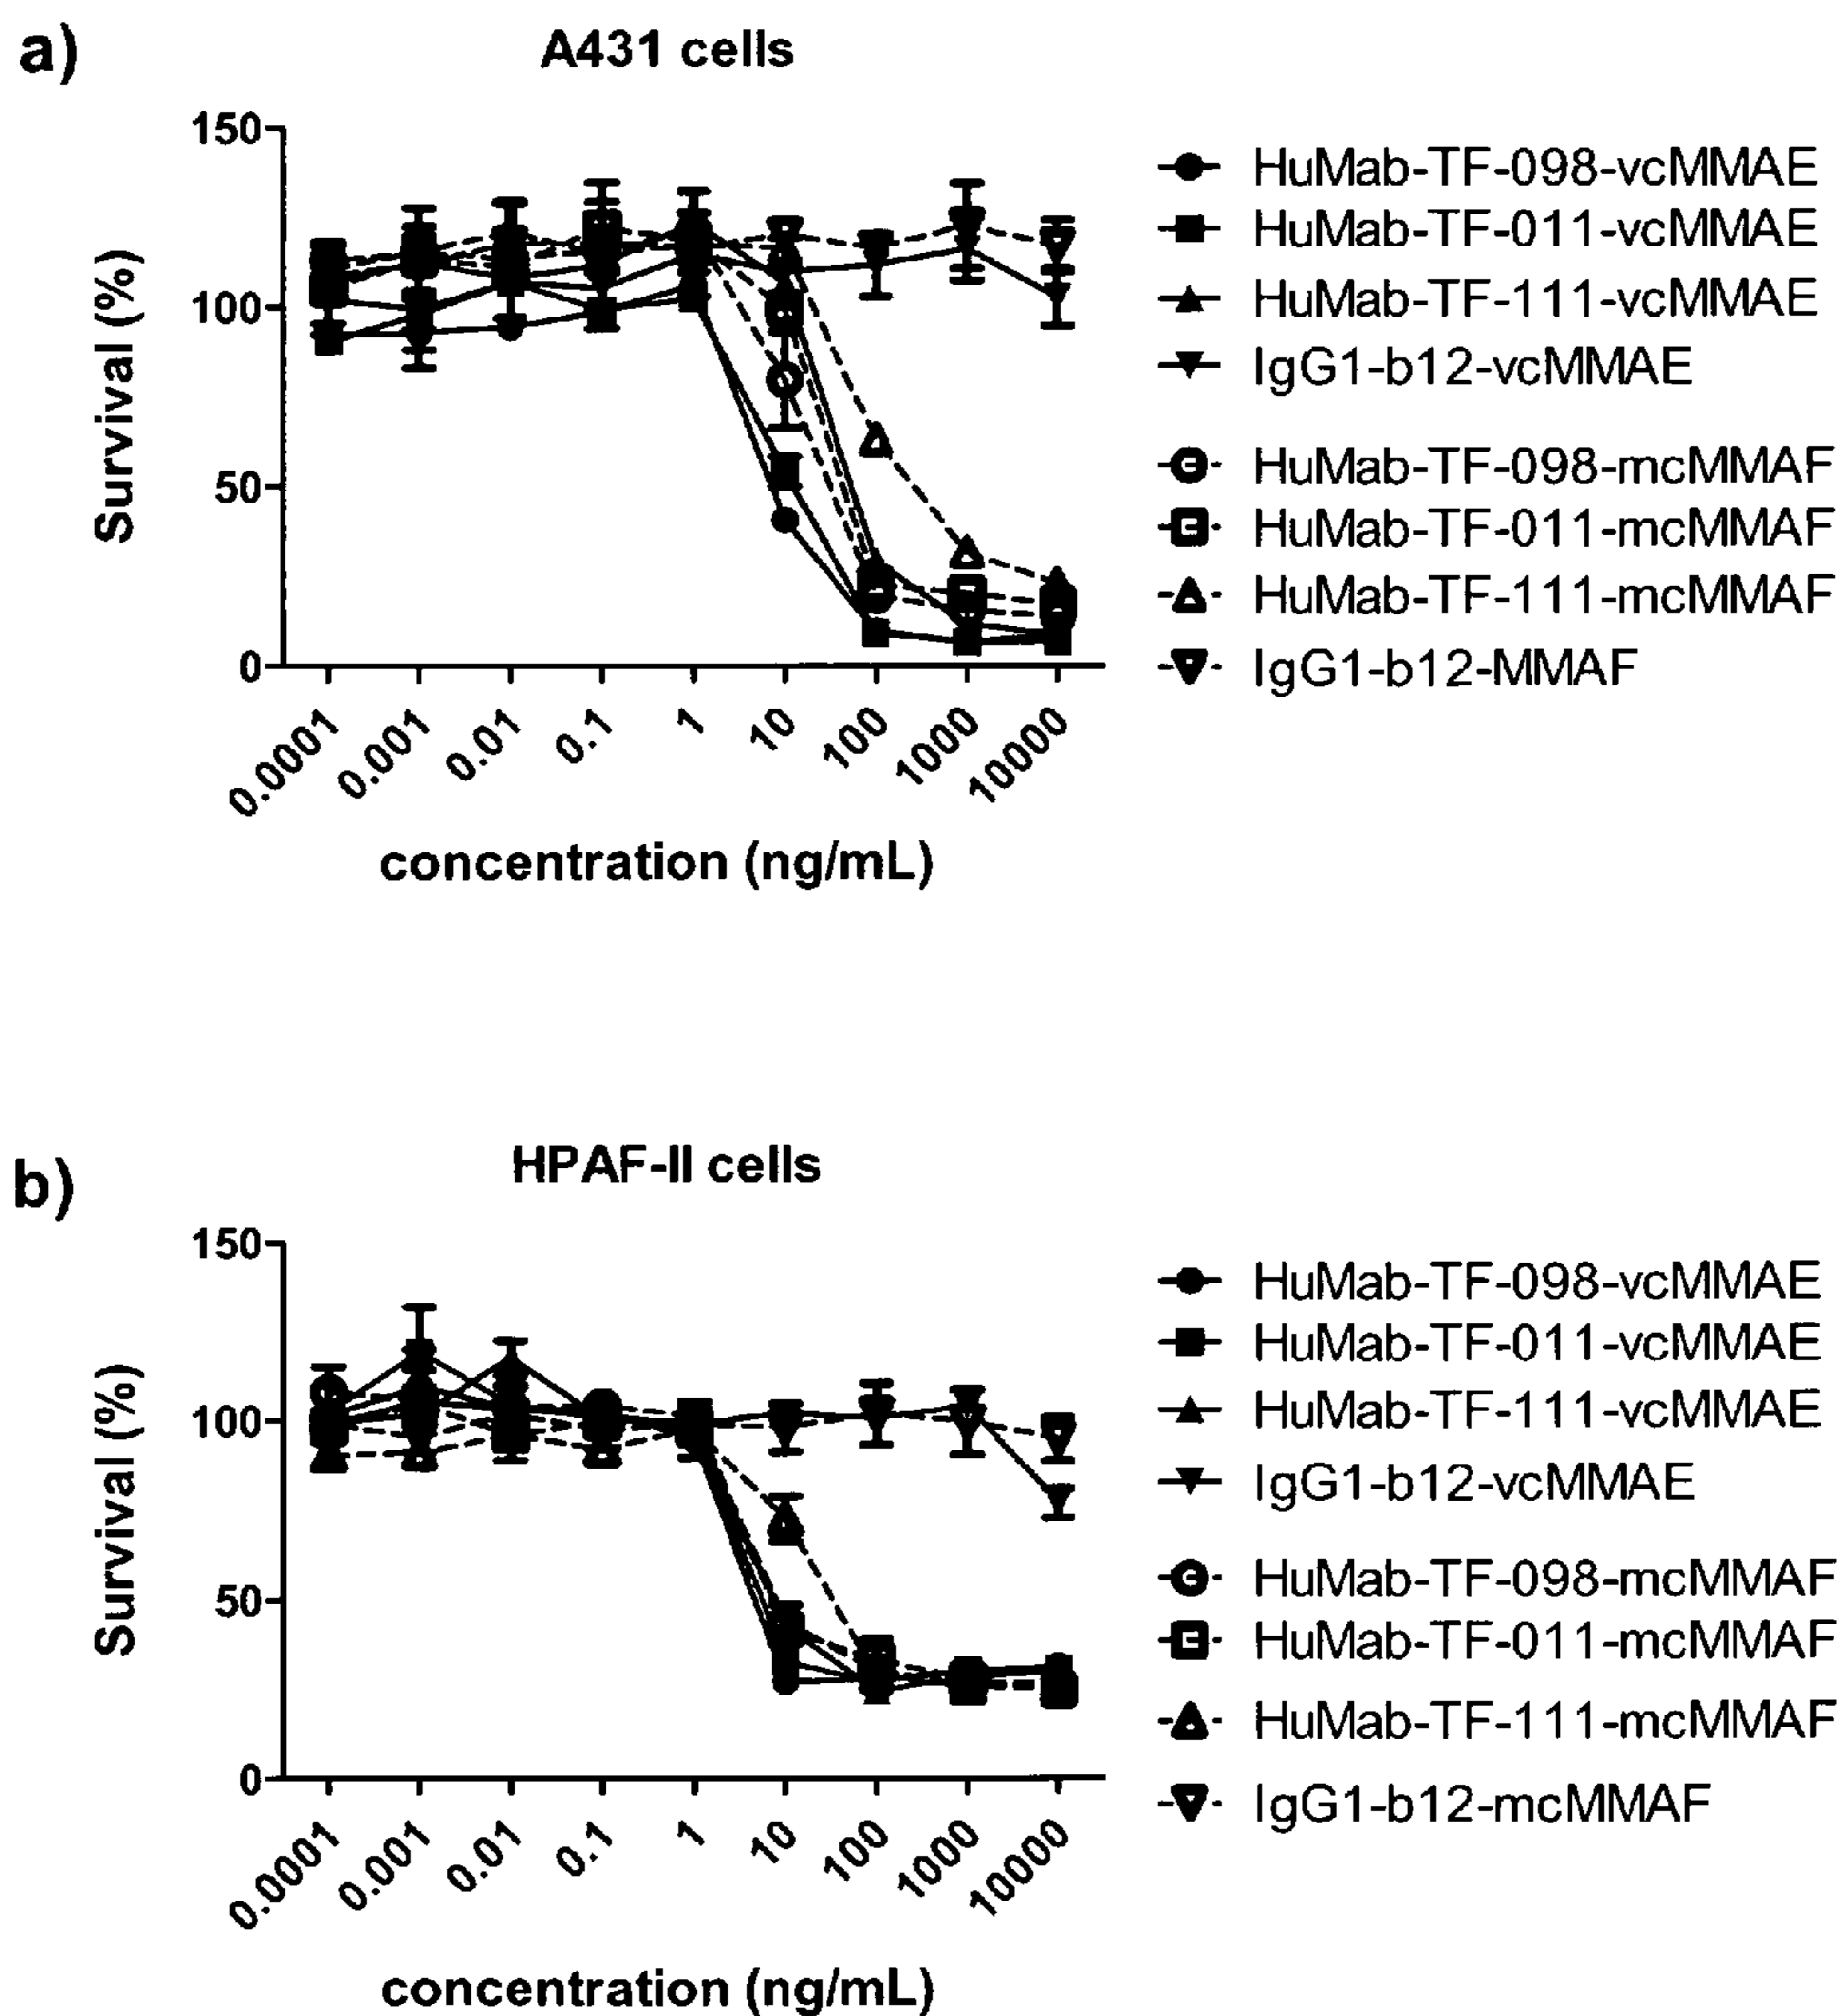 a)
A431 cells
150
100
50
0
Survival (%)
0.0001
0.001
0.01
0.1
1
10
100
1000
10000
concentration (ng/mL)
HuMab-TF-098-vcMMAE
HuMab-TF-011-vcMMAE
HuMab-TF-111-vcMMAE
IgG1-b12-vcMMAE
HuMab-TF-098-mcMMAF
HuMab-TF-011-mcMMAF
HuMab-TF-111-mcMMAF
IgG1-b12-MMAF
b)
HPAF-II cells
150
100
50
0
Survival (%)
0.0001
0.001
0.01
0.1
1
10
100
1000
10000
concentration (ng/mL)
HuMab-TF-098-vcMMAE
HuMab-TF-011-vcMMAE
HuMab-TF-111-vcMMAE
IgG1-b12-vcMMAE
HuMab-TF-098-mcMMAF
HuMab-TF-011-mcMMAF
HuMab-TF-111-mcMMAF
IgG1-b12-mcMMAF